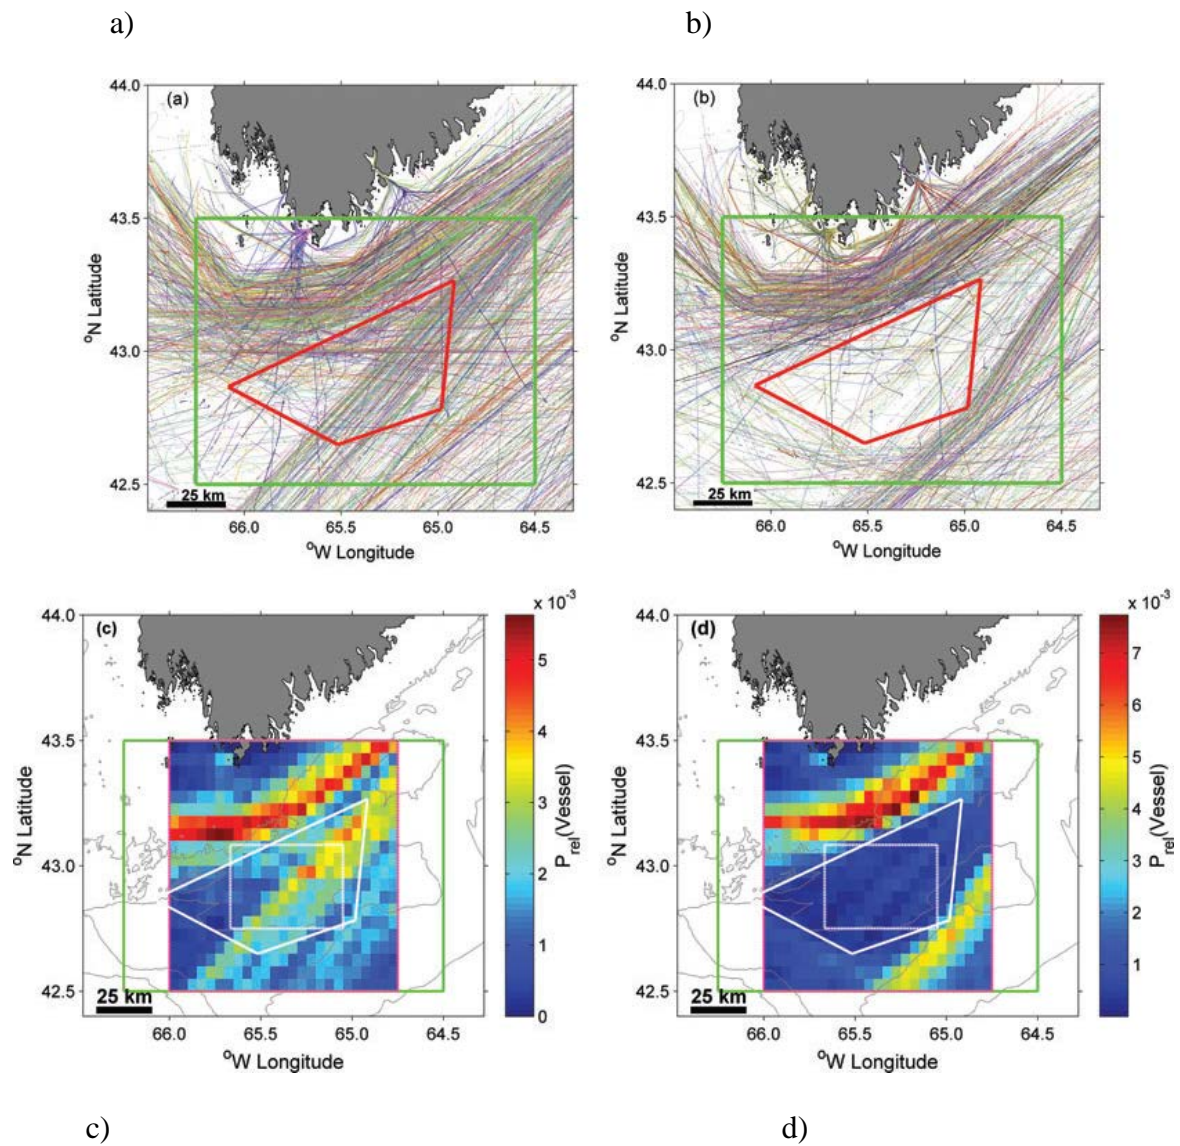 a) b)
(a) (b)
44.0 44.0
43.5 43.5
°N Latitude °N Latitude
43.0 43.0
42.5 42.5
25 km 25 km
66.0 65.5 65.0 64.5 66.0 65.5 65.0 64.5
°W Longitude °W Longitude
x 10⁻³ x 10⁻³
44.0 44.0
(c) (d)
5 7
6
4
43.5 43.5
5
°N Latitude 3 Prel(Vessel) °N Latitude 4 Prel(Vessel)
43.0 43.0
2 3
2
1
42.5 1
42.5
25 km 0 25 km
66.0 65.5 65.0 64.5 66.0 65.5 65.0 64.5
°W Longitude °W Longitude
c) d)